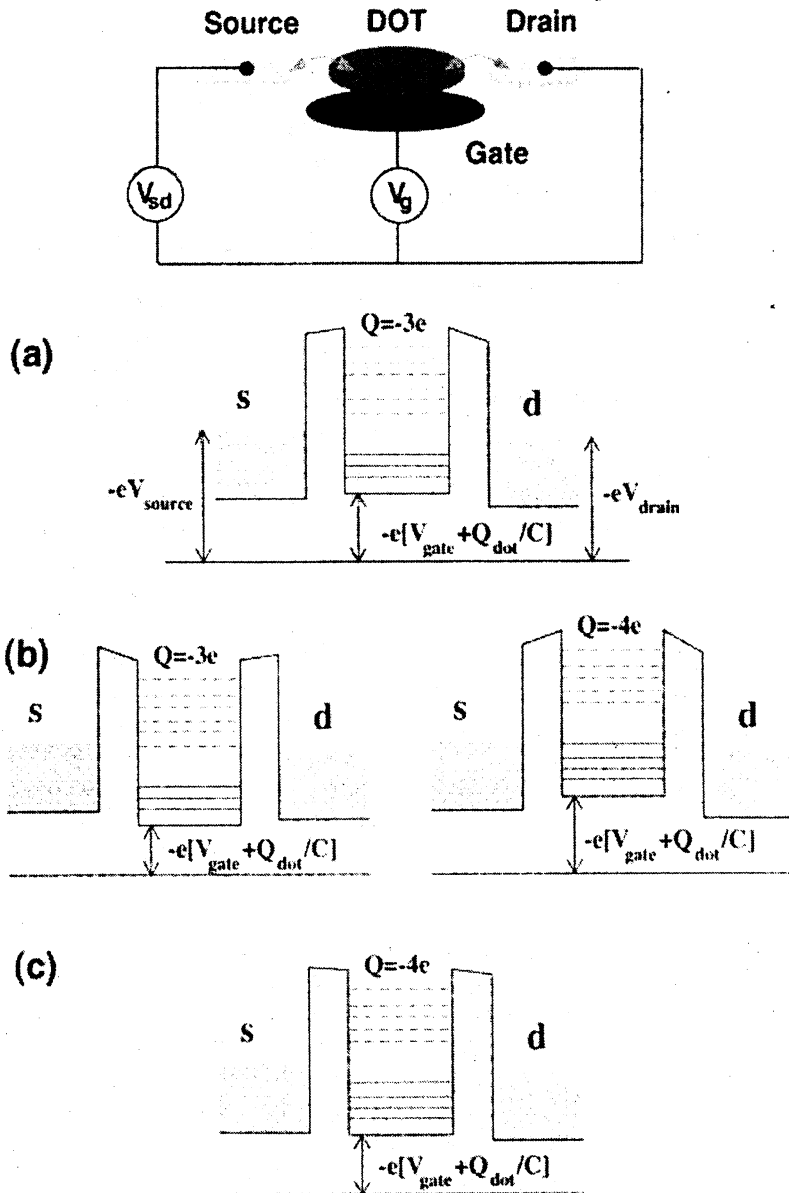 Source DOT Drain
Gate
Vsd Vg
(a)
Q=-3e
s d
-eVsource -eVdrain
-e[Vgate+Qdot/C]
(b)
Q=-3e Q=-4e
s d s d
-e[Vgate+Qdot/C] -e[Vgate+Qdot/C]
(c)
Q=-4e
s d
-e[Vgate+Qdot/C]